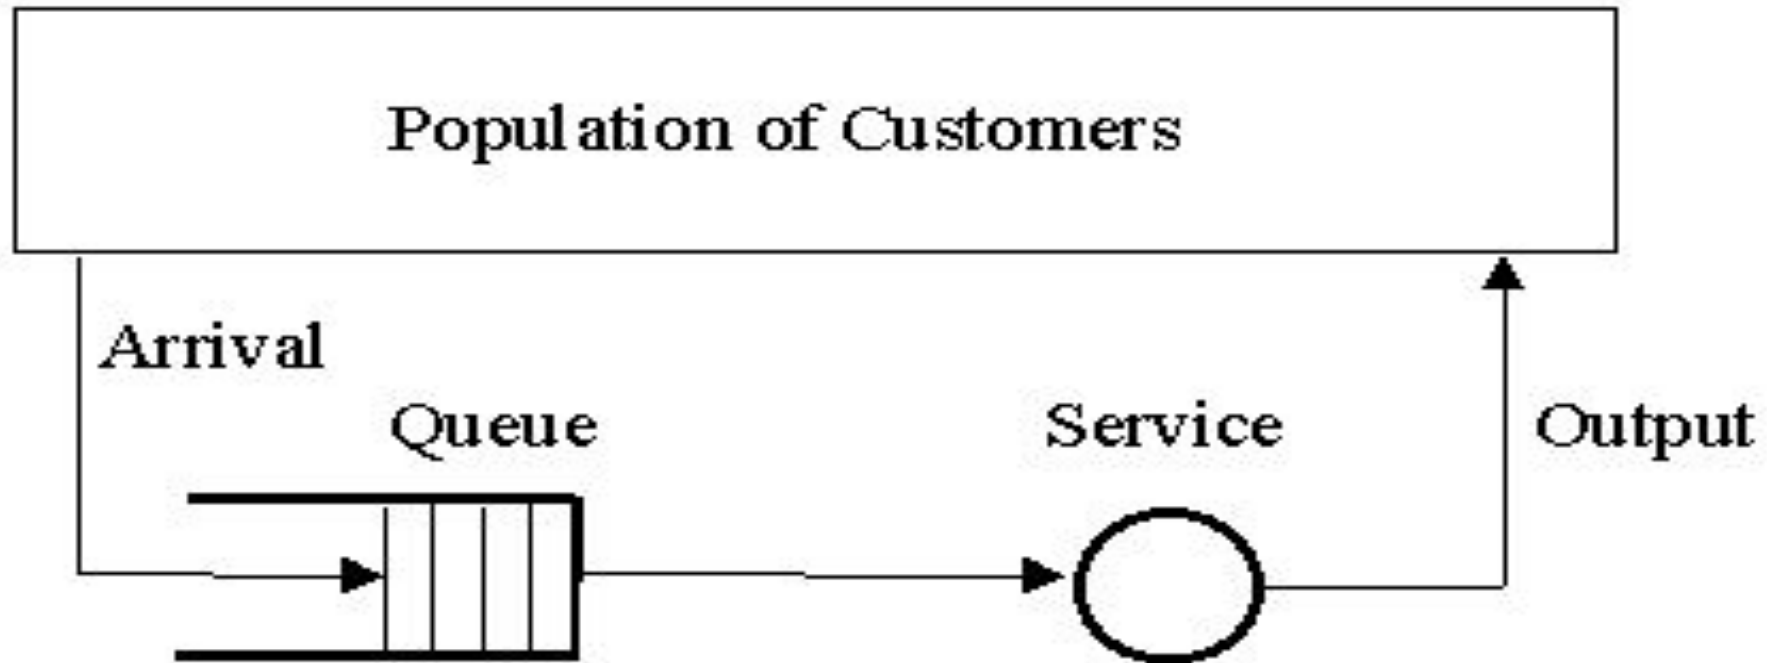 Population of Customers
Arrival
Queue
Service
Output